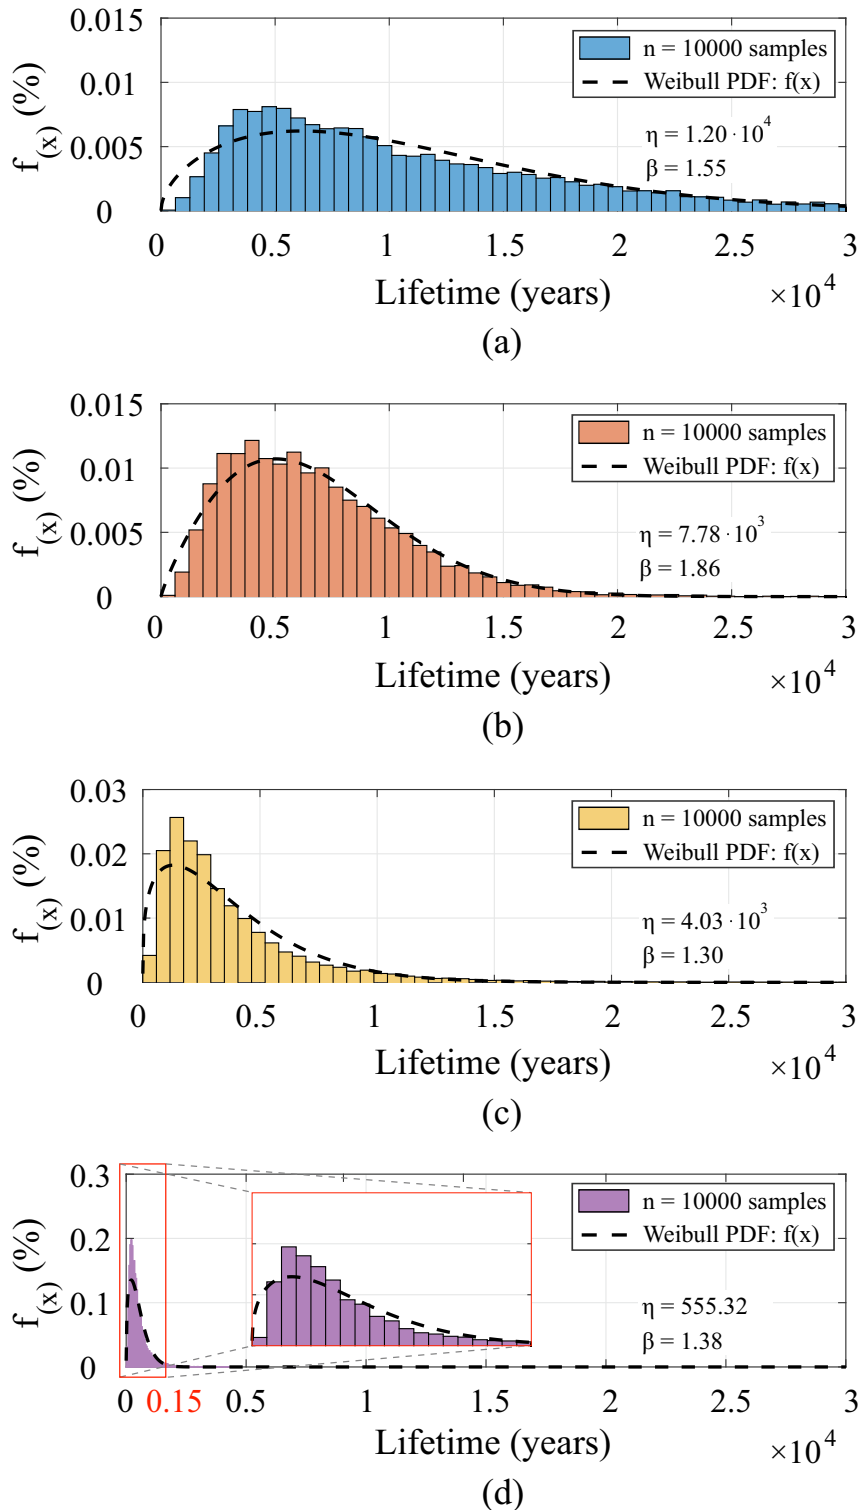 0.015
n = 10000 samples
Weibull PDF: f(x)
0.01
f(x) (%)
η = 1.20 · 10^4
0.005
β = 1.55
0
0 0.5 1 1.5 2 2.5 3
Lifetime (years) ×10^4
(a)
0.015
n = 10000 samples
Weibull PDF: f(x)
0.01
f(x) (%)
η = 7.78 · 10^3
0.005
β = 1.86
0
0 0.5 1 1.5 2 2.5 3
Lifetime (years) ×10^4
(b)
0.03
n = 10000 samples
Weibull PDF: f(x)
0.02
f(x) (%)
η = 4.03 · 10^3
0.01
β = 1.30
0
0 0.5 1 1.5 2 2.5 3
Lifetime (years) ×10^4
(c)
0.3
n = 10000 samples
Weibull PDF: f(x)
0.2
f(x) (%)
η = 555.32
0.1
β = 1.38
0
0 0.15 0.5 1 1.5 2 2.5 3
Lifetime (years) ×10^4
(d)